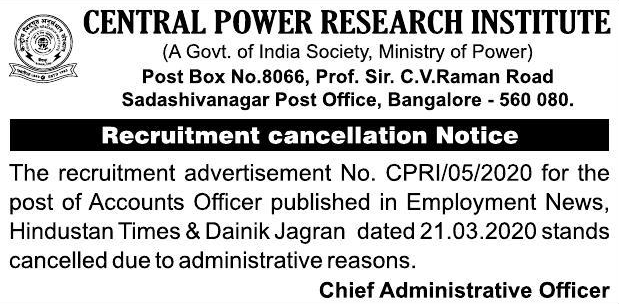 CENTRAL POWER RESEARCH INSTITUTE
(A Govt. of India Society, Ministry of Power)
Post Box No.8066, Prof. Sir. C.V.Raman Road
Sadashivanagar Post Office, Bangalore - 560 080.
Recruitment cancellation Notice
The recruitment advertisement No. CPRI/05/2020 for the
post of Accounts Officer published in Employment News,
Hindustan Times & Dainik Jagran dated 21.03.2020 stands
cancelled due to administrative reasons.
Chief Administrative Officer